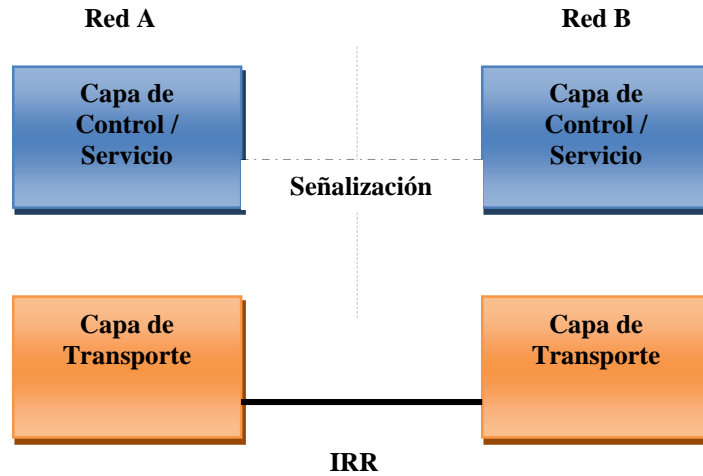 Red A
Red B
Capa de
Control /
Servicio
Capa de
Control /
Servicio
Señalización
Capa de
Transporte
Capa de
Transporte
IRR